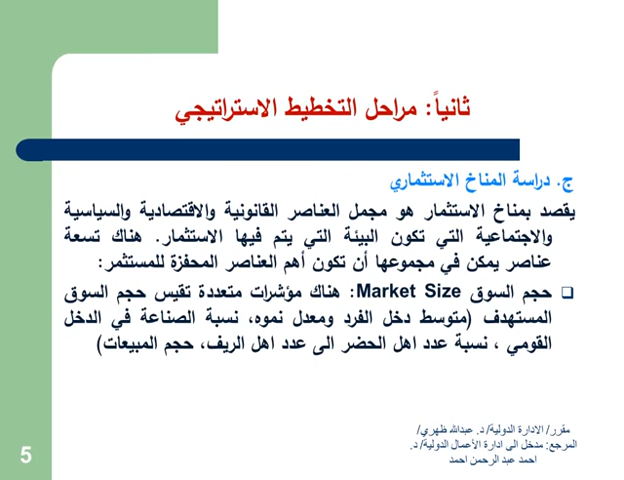 ثانياً: مراحل التخطيط الاستراتيجي
ج. دراسة المناخ الاستثماري
يقصد بمناخ الاستثمار هو مجمل العناصر القانونية والاقتصادية والسياسية
والاجتماعية التي تكون البيئة التي يتم فيها الاستثمار. هناك تسعة
عناصر يمكن في مجموعها أن تكون أهم العناصر المحفزة للمستثمر:
حجم السوق Market Size: هناك مؤشرات متعددة تقيس حجم السوق
المستهدف (متوسط دخل الفرد ومعدل نموه، نسبة الصناعة في الدخل
القومي ، نسبة عدد اهل الحضر الى عدد اهل الريف، حجم المبيعات)
مقرر/ الادارة الدولية/ د. عبدالله ظهري/
المرجع: مدخل الى ادارة الأعمال الدولية/ د.
احمد عبد الرحمن احمد
5